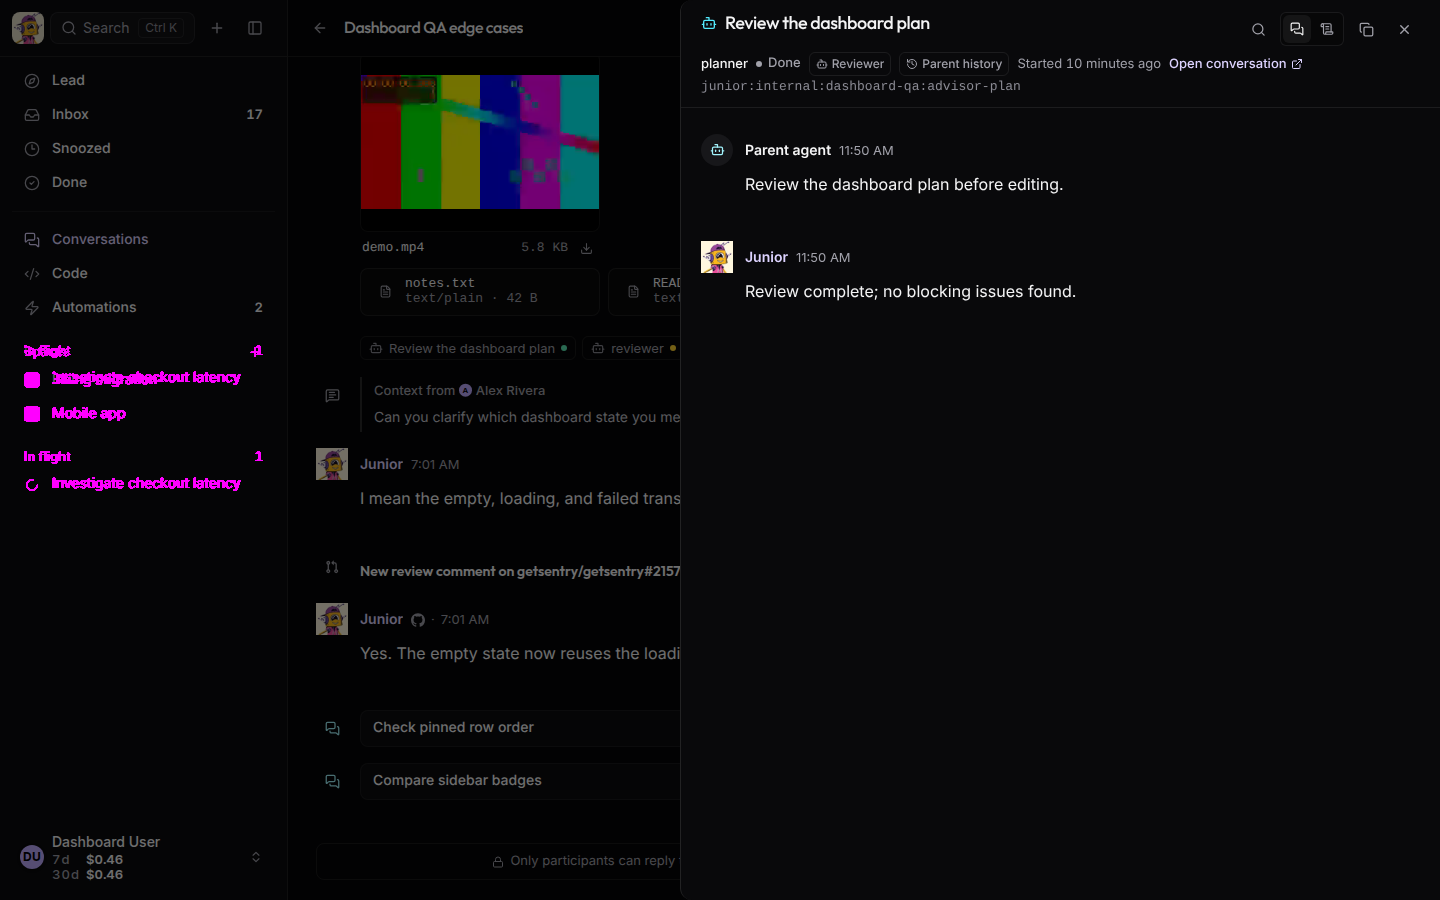 Search Ctrl K
Lead
Inbox 17
Snoozed
Done
Conversations
Code
Automations 2
Mobile app
In flight 1
Investigate checkout latency
Dashboard User
DU
7d $0.46
30d $0.46
Dashboard QA edge cases
demo.mp4 5.8 KB
notes.txt
text/plain · 42 B
Review the dashboard plan
reviewer
Context from A Alex Rivera
Can you clarify which dashboard state you me
Junior 7:01 AM
I mean the empty, loading, and failed trans
New review comment on getsentry/getsentry#2157
Junior · 7:01 AM
Yes. The empty state now reuses the loadi
Check pinned row order
Compare sidebar badges
Only participants can reply
Review the dashboard plan
planner Done Reviewer Parent history Started 10 minutes ago Open conversation
junior:internal:dashboard-qa:advisor-plan
Parent agent 11:50 AM
Review the dashboard plan before editing.
Junior 11:50 AM
Review complete; no blocking issues found.